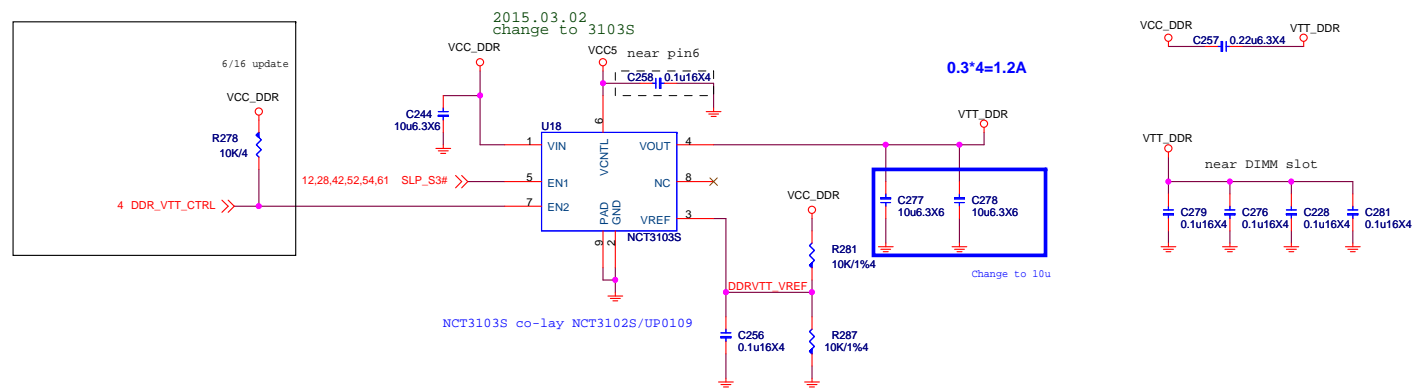 2015.03.02
change to 3103S
6/16 update
VCC_DDR
R278
10K/4
4 DDR_VTT_CTRL
12,28,42,52,54,61 SLP_S3#
VCC_DDR
C244
10u6.3X6
VCC5
near pin6
C258 0.1u16X4
U18
1 VIN
5 EN1
7 EN2
6 VCNTL
VOUT 4
NC 8
VREF 3
9 PAD
2 GND
NCT3103S
NCT3103S co-lay NCT3102S/UP0109
DDRVTT_VREF
C256
0.1u16X4
VCC_DDR
R281
10K/1%4
R287
10K/1%4
0.3*4=1.2A
VTT_DDR
C277
10u6.3X6
C278
10u6.3X6
Change to 10u
VCC_DDR
C257 0.22u6.3X4
VTT_DDR
VTT_DDR
near DIMM slot
C279
0.1u16X4
C276
0.1u16X4
C228
0.1u16X4
C281
0.1u16X4